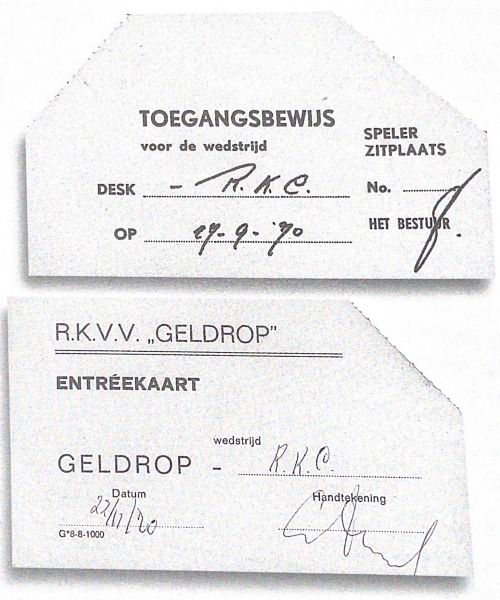 TOEGANGSBEWIJS
voor de wedstrijd
SPELER
ZITPLAATS
DESK - R.K.C. No.
OP 27-9-'70 HET BESTUUR
R.K.V.V. „GELDROP”
ENTRÉEKAART
wedstrijd
GELDROP - R.K.C.
Datum Handtekening
22/11/70
G*8-8-1000